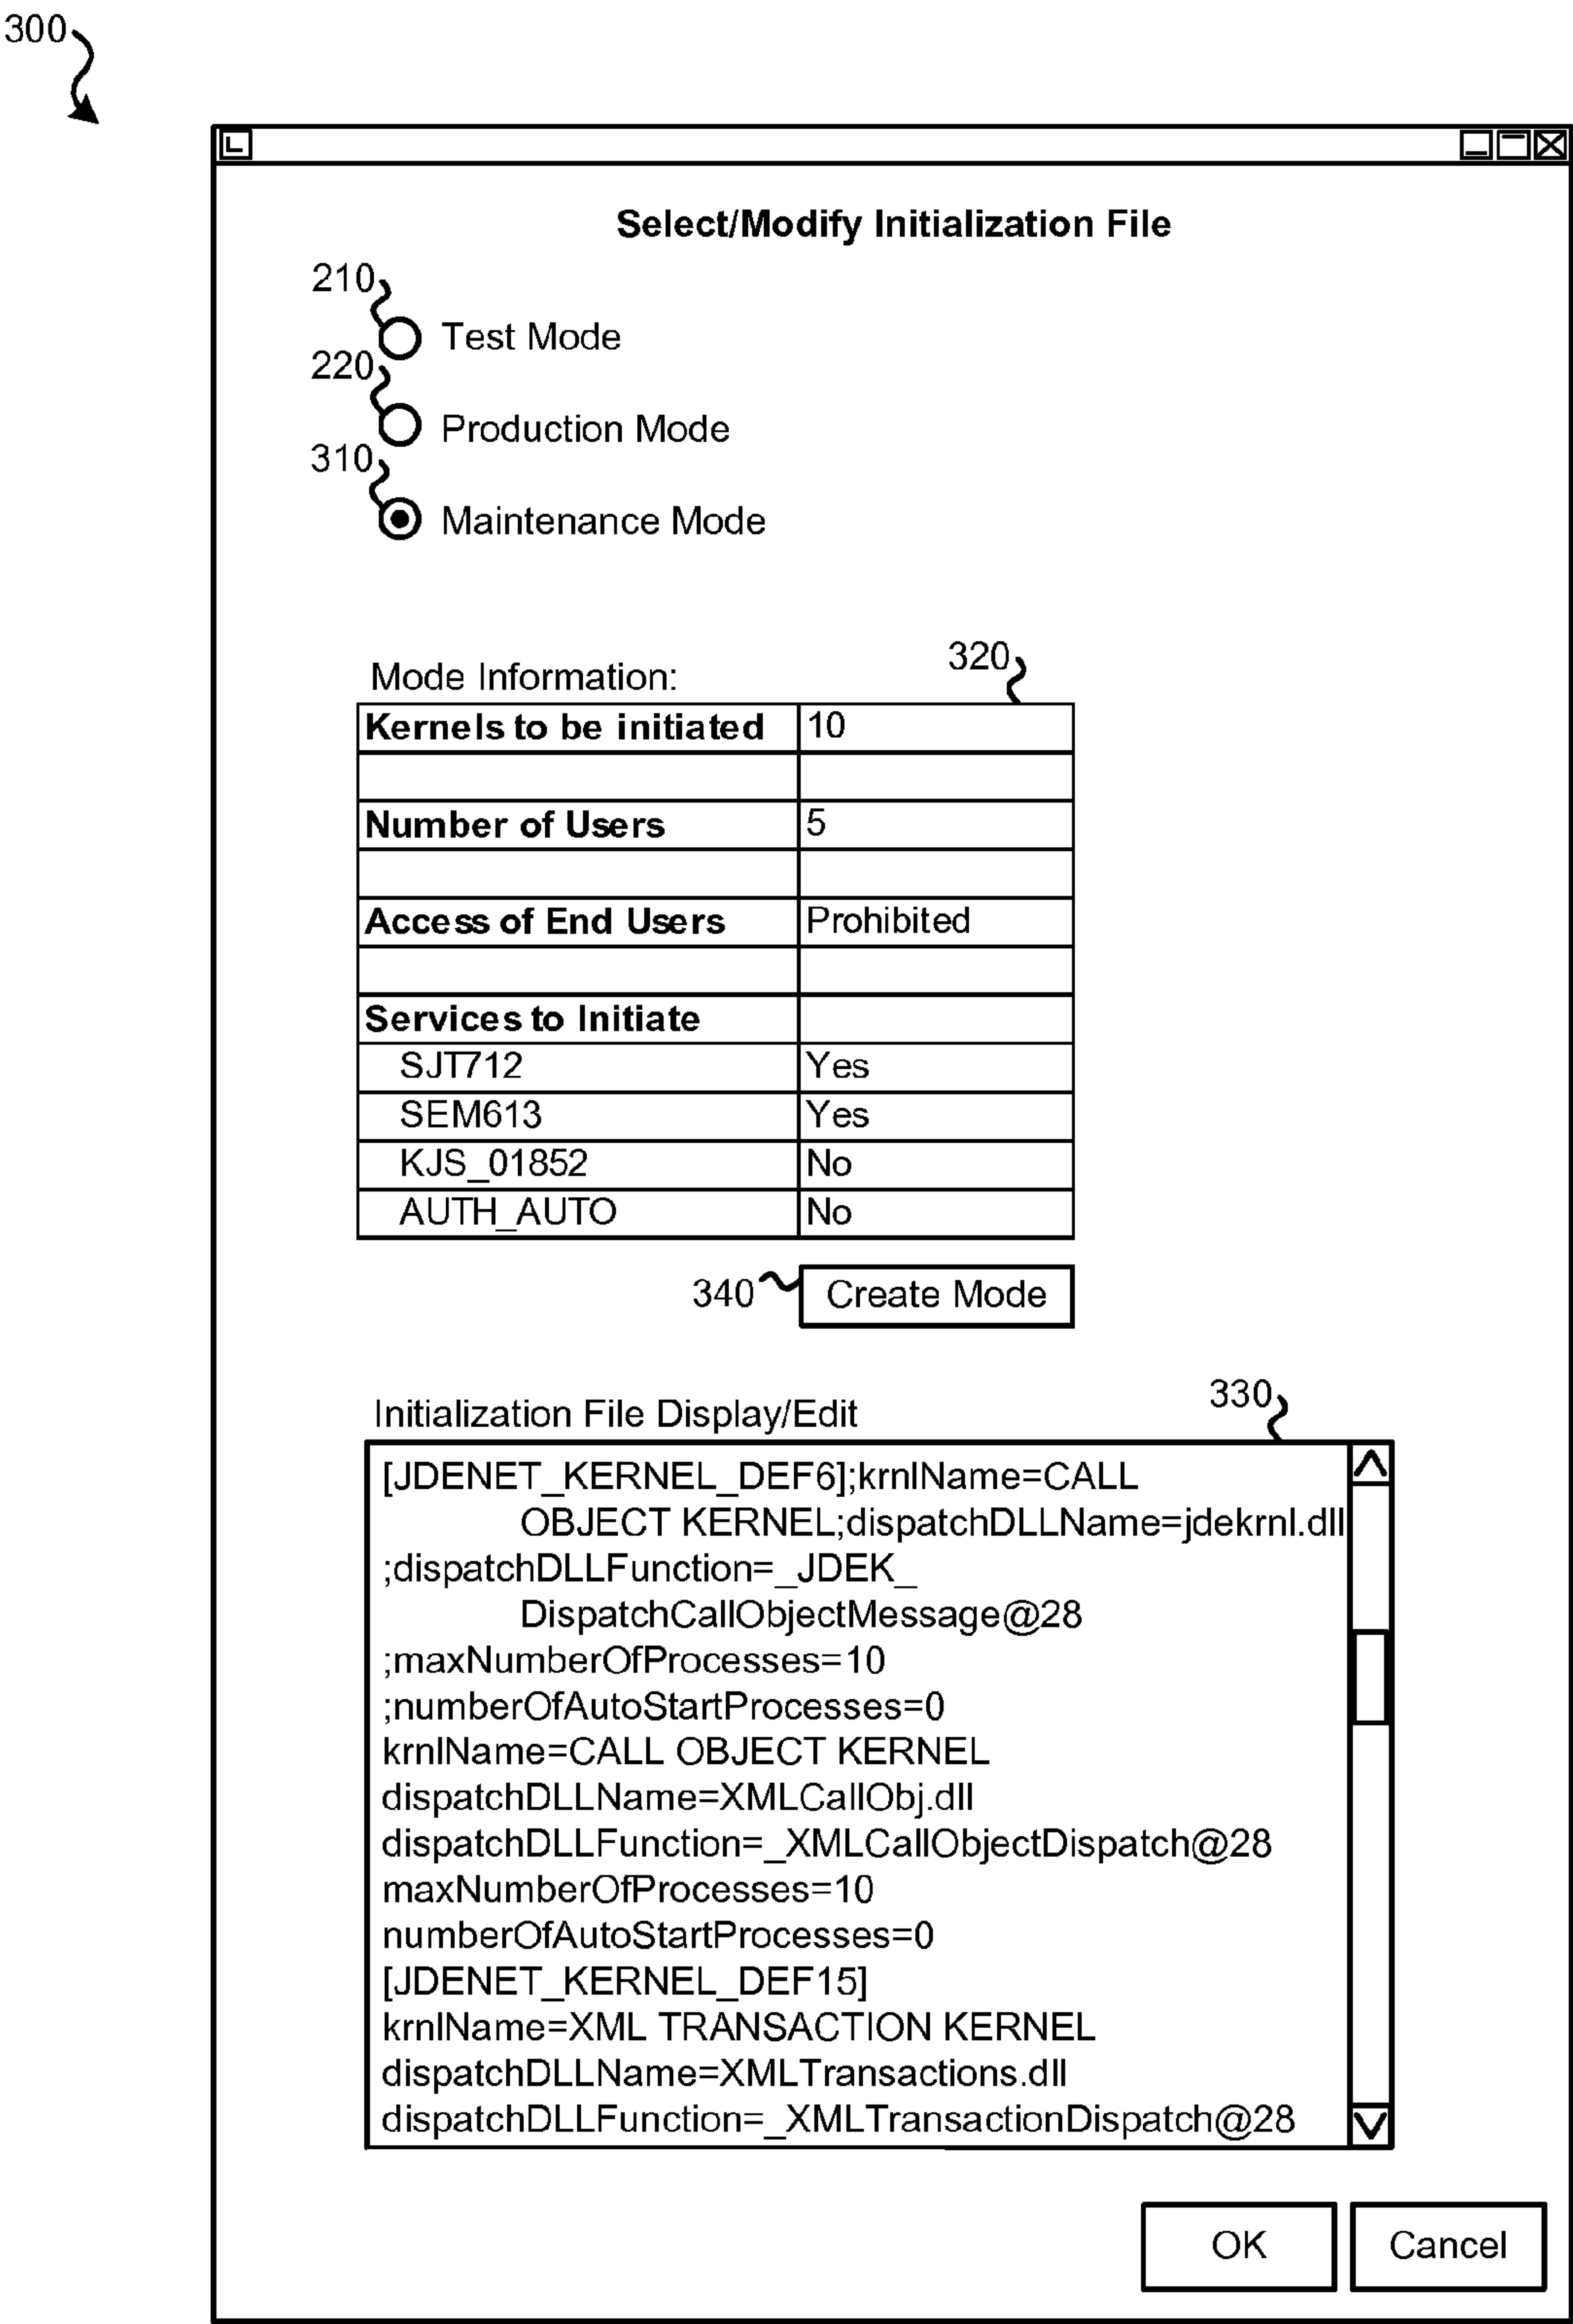 300
Select/Modify Initialization File
210
Test Mode
220
Production Mode
310
Maintenance Mode
320
Mode Information:
Kernels to be initiated 10
Number of Users 5
Access of End Users Prohibited
Services to Initiate
SJT712 Yes
SEM613 Yes
KJS_01852 No
AUTH_AUTO No
340 Create Mode
330
Initialization File Display/Edit
[JDENET_KERNEL_DEF6];krnlName=CALL
OBJECT KERNEL;dispatchDLLName=jdekrnl.dll
;dispatchDLLFunction=_JDEK_
DispatchCallObjectMessage@28
;maxNumberOfProcesses=10
;numberOfAutoStartProcesses=0
krnlName=CALL OBJECT KERNEL
dispatchDLLName=XMLCallObj.dll
dispatchDLLFunction=_XMLCallObjectDispatch@28
maxNumberOfProcesses=10
numberOfAutoStartProcesses=0
[JDENET_KERNEL_DEF15]
krnlName=XML TRANSACTION KERNEL
dispatchDLLName=XMLTransactions.dll
dispatchDLLFunction=_XMLTransactionDispatch@28
OK Cancel